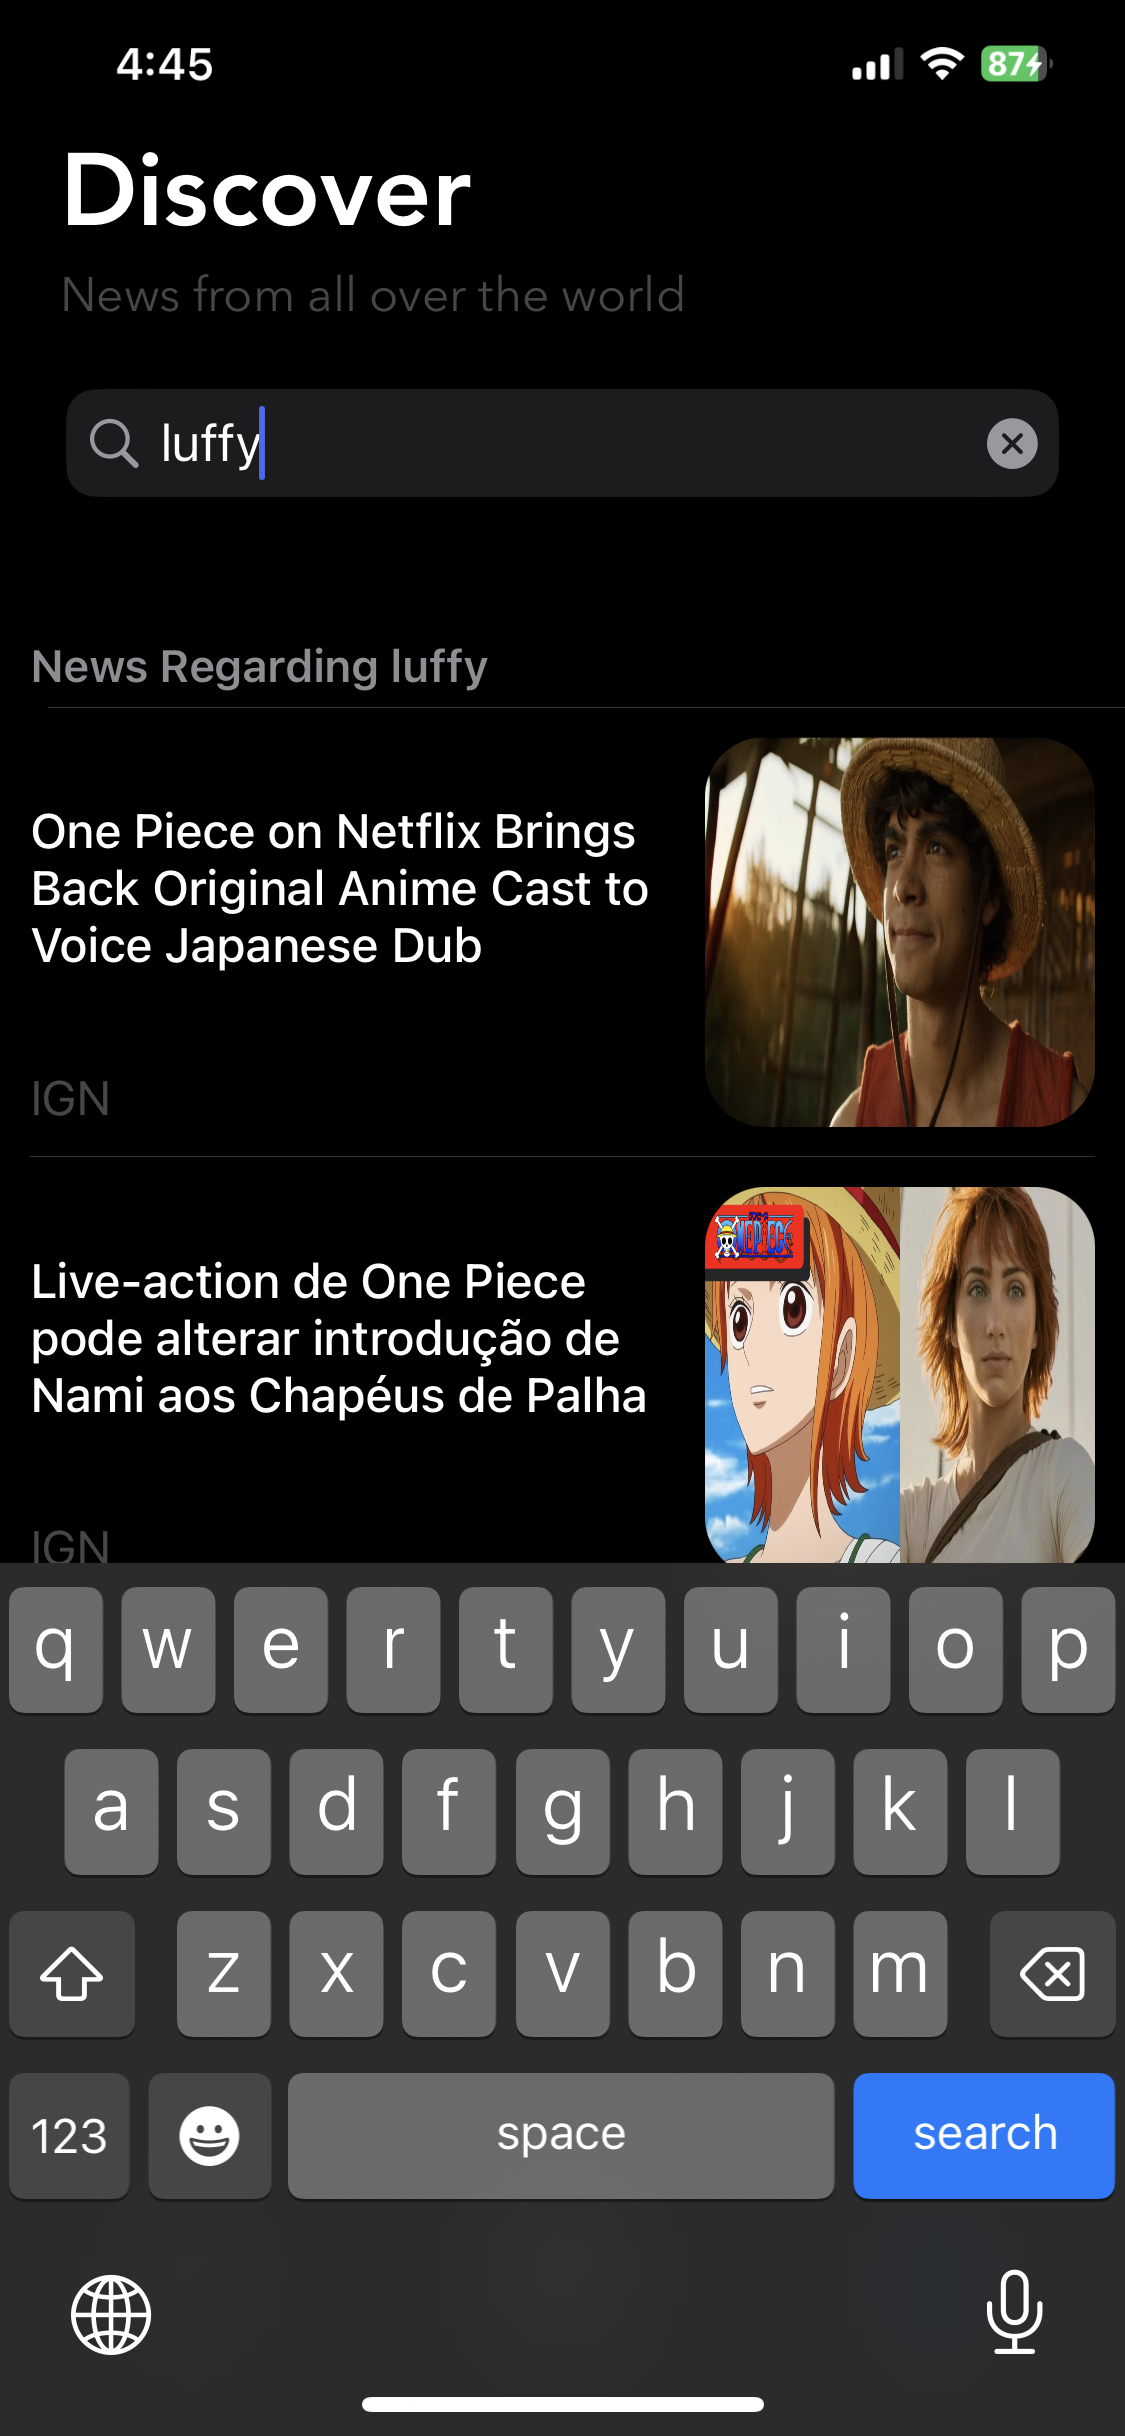 4:45
87
Discover
News from all over the world
luffy
News Regarding luffy
One Piece on Netflix Brings
Back Original Anime Cast to
Voice Japanese Dub
IGN
ONE PIECE
Live-action de One Piece
pode alterar introdução de
Nami aos Chapéus de Palha
IGN
q w e r t y u i o p
a s d f g h j k l
z x c v b n m
123 space search